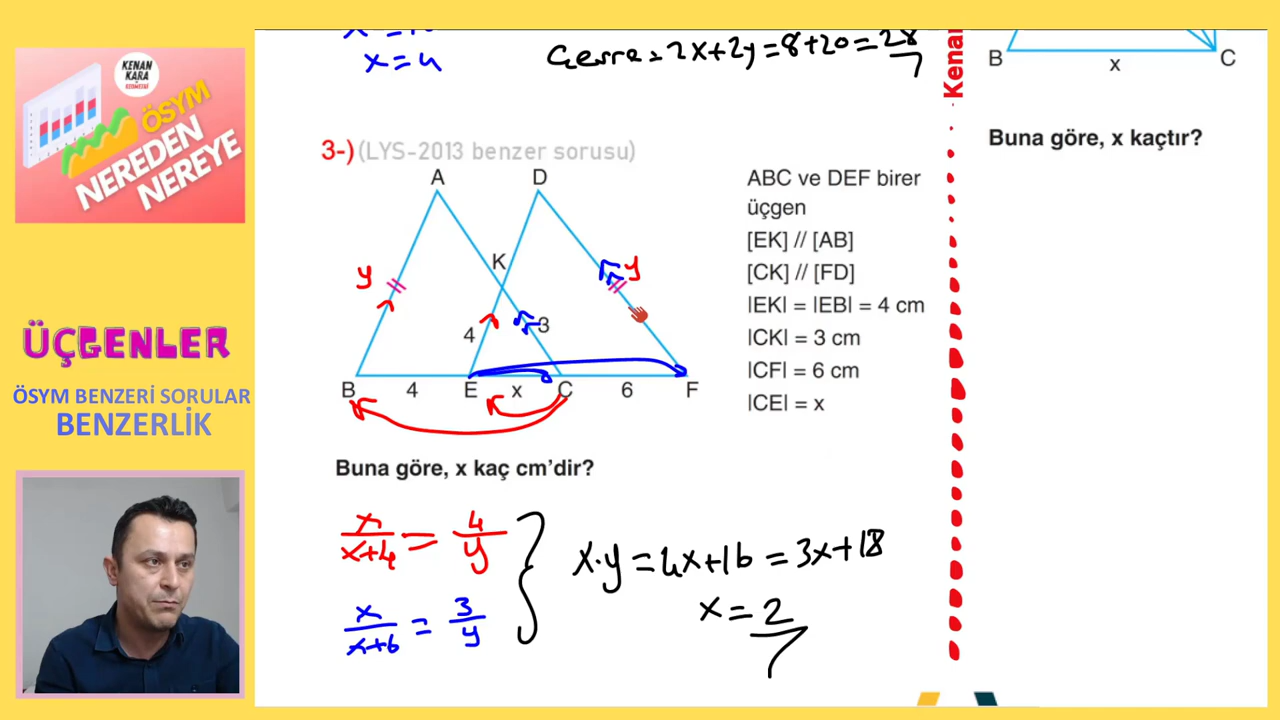 KENAN
KARA
GEOMETRİ
ÖSYM
NEREDEN
NEREYE
ÜÇGENLER
ÖSYM BENZERİ SORULAR
BENZERLİK
x = 4
Çevre = 2x+2y = 8+20 = 28
3-) (LYS-2013 benzer sorusu)
A D
K
y y
4 3
B 4 E x C 6 F
ABC ve DEF birer
üçgen
[EK] // [AB]
[CK] // [FD]
|EK| = |EB| = 4 cm
|CK| = 3 cm
|CF| = 6 cm
|CE| = x
Buna göre, x kaç cm'dir?
x/x+4 = 4/y
x/x+6 = 3/y
x.y = 4x+16 = 3x+18
x = 2
Kenan
B x C
Buna göre, x kaçtır?